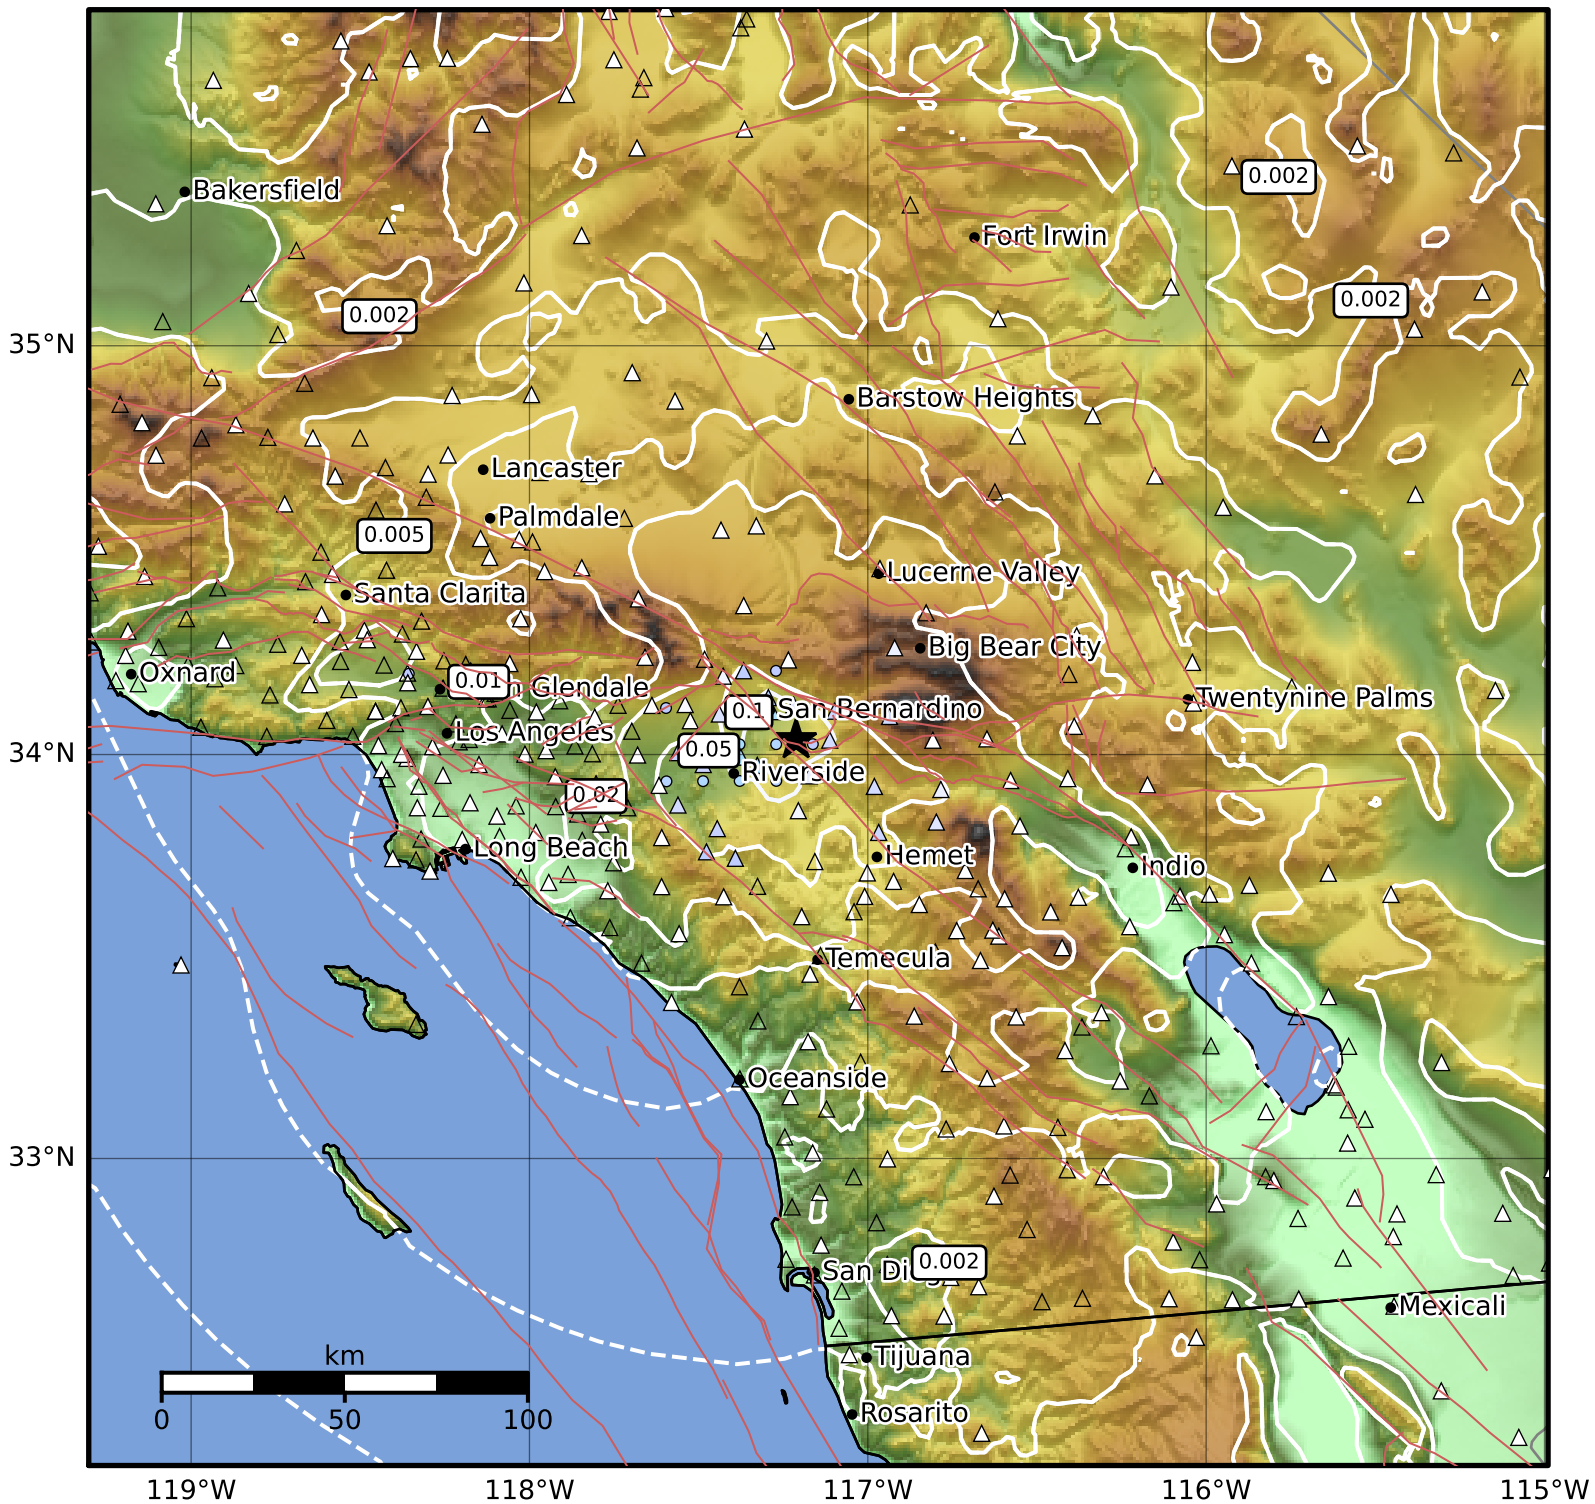 Bakersfield
0.002
Fort Irwin
0.002
0.002
35°N
Barstow Heights
Lancaster
Palmdale
0.005
Lucerne Valley
Santa Clarita
Big Bear City
Oxnard
0.01
Glendale
Twentynine Palms
0.1
San Bernardino
Los Angeles
34°N
0.05
Riverside
0.02
Long Beach
Hemet
Indio
Temecula
Oceanside
33°N
San Di
0.002
Mexicali
km
Tijuana
0 50 100
Rosarito
119°W 118°W 117°W 116°W 115°W